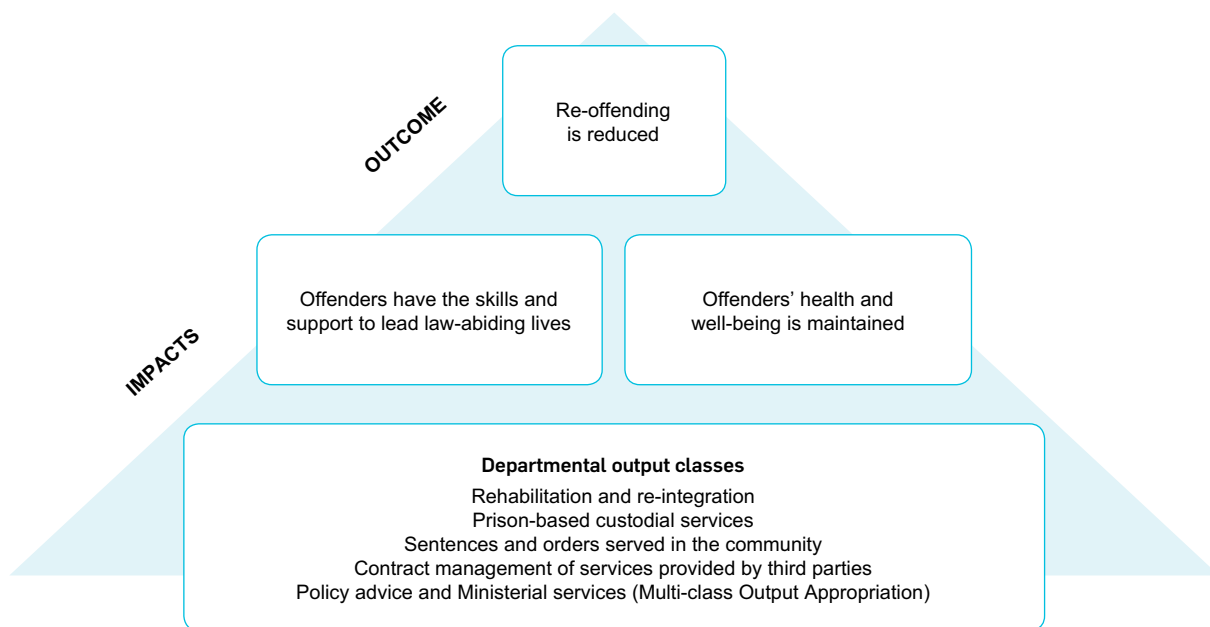 OUTCOME
Re-offending
is reduced
IMPACTS
Offenders have the skills and
support to lead law-abiding lives
Offenders’ health and
well-being is maintained
Departmental output classes
Rehabilitation and re-integration
Prison-based custodial services
Sentences and orders served in the community
Contract management of services provided by third parties
Policy advice and Ministerial services (Multi-class Output Appropriation)